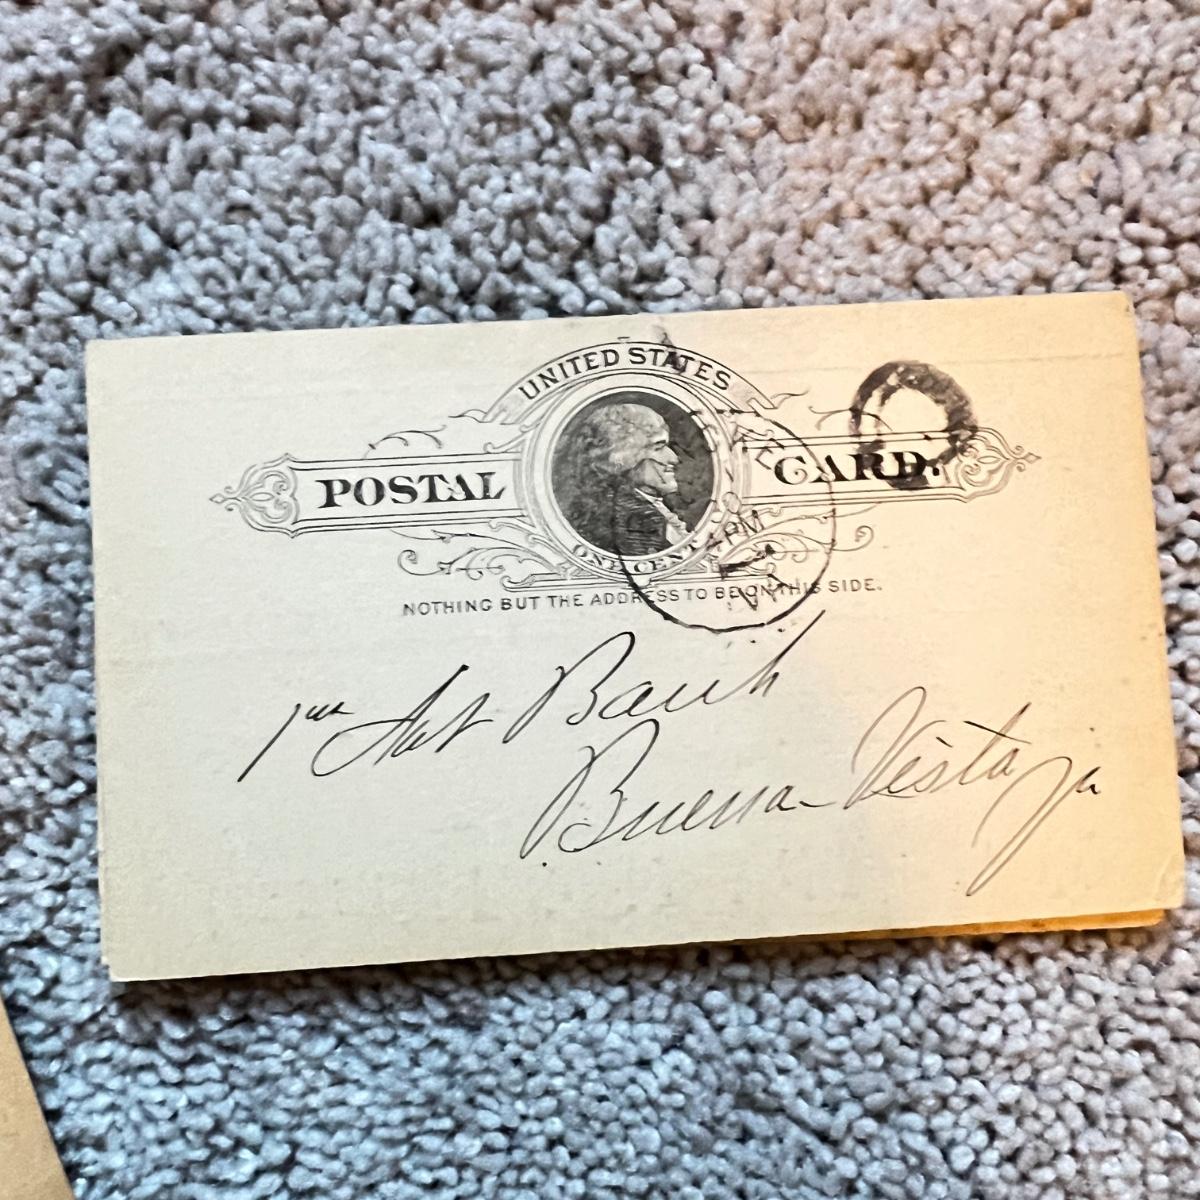 UNITED STATES
POSTAL CARD.
ONE CENT
NOTHING BUT THE ADDRESS TO BE ON THIS SIDE.
PM
VA
1st Nat Bank
Buena Vista